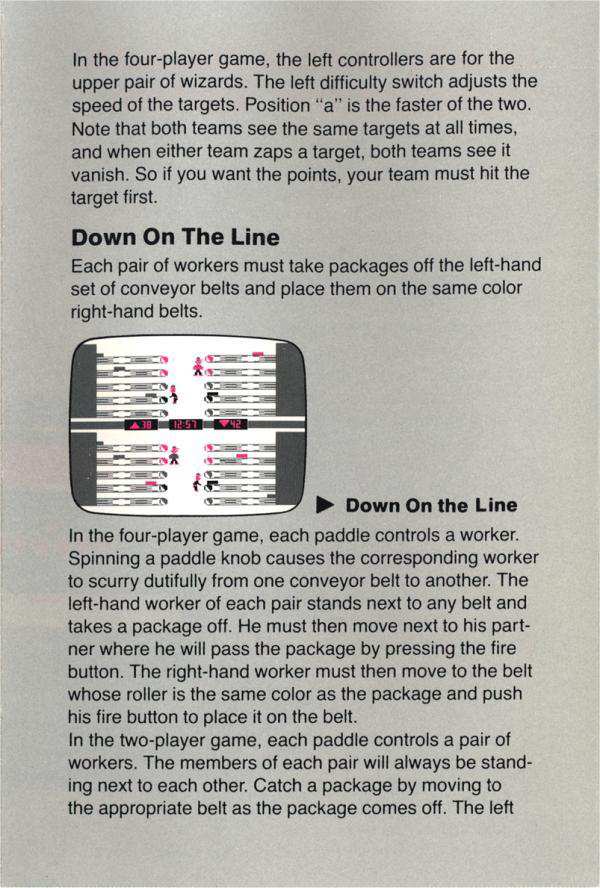 In the four-player game, the left controllers are for the
upper pair of wizards. The left difficulty switch adjusts the
speed of the targets. Position "a" is the faster of the two.
Note that both teams see the same targets at all times,
and when either team zaps a target, both teams see it
vanish. So if you want the points, your team must hit the
target first.
Down On The Line
Each pair of workers must take packages off the left-hand
set of conveyor belts and place them on the same color
right-hand belts.
▲38 12:57 ▼42
▶ Down On the Line
In the four-player game, each paddle controls a worker.
Spinning a paddle knob causes the corresponding worker
to scurry dutifully from one conveyor belt to another. The
left-hand worker of each pair stands next to any belt and
takes a package off. He must then move next to his part-
ner where he will pass the package by pressing the fire
button. The right-hand worker must then move to the belt
whose roller is the same color as the package and push
his fire button to place it on the belt.
In the two-player game, each paddle controls a pair of
workers. The members of each pair will always be stand-
ing next to each other. Catch a package by moving to
the appropriate belt as the package comes off. The left